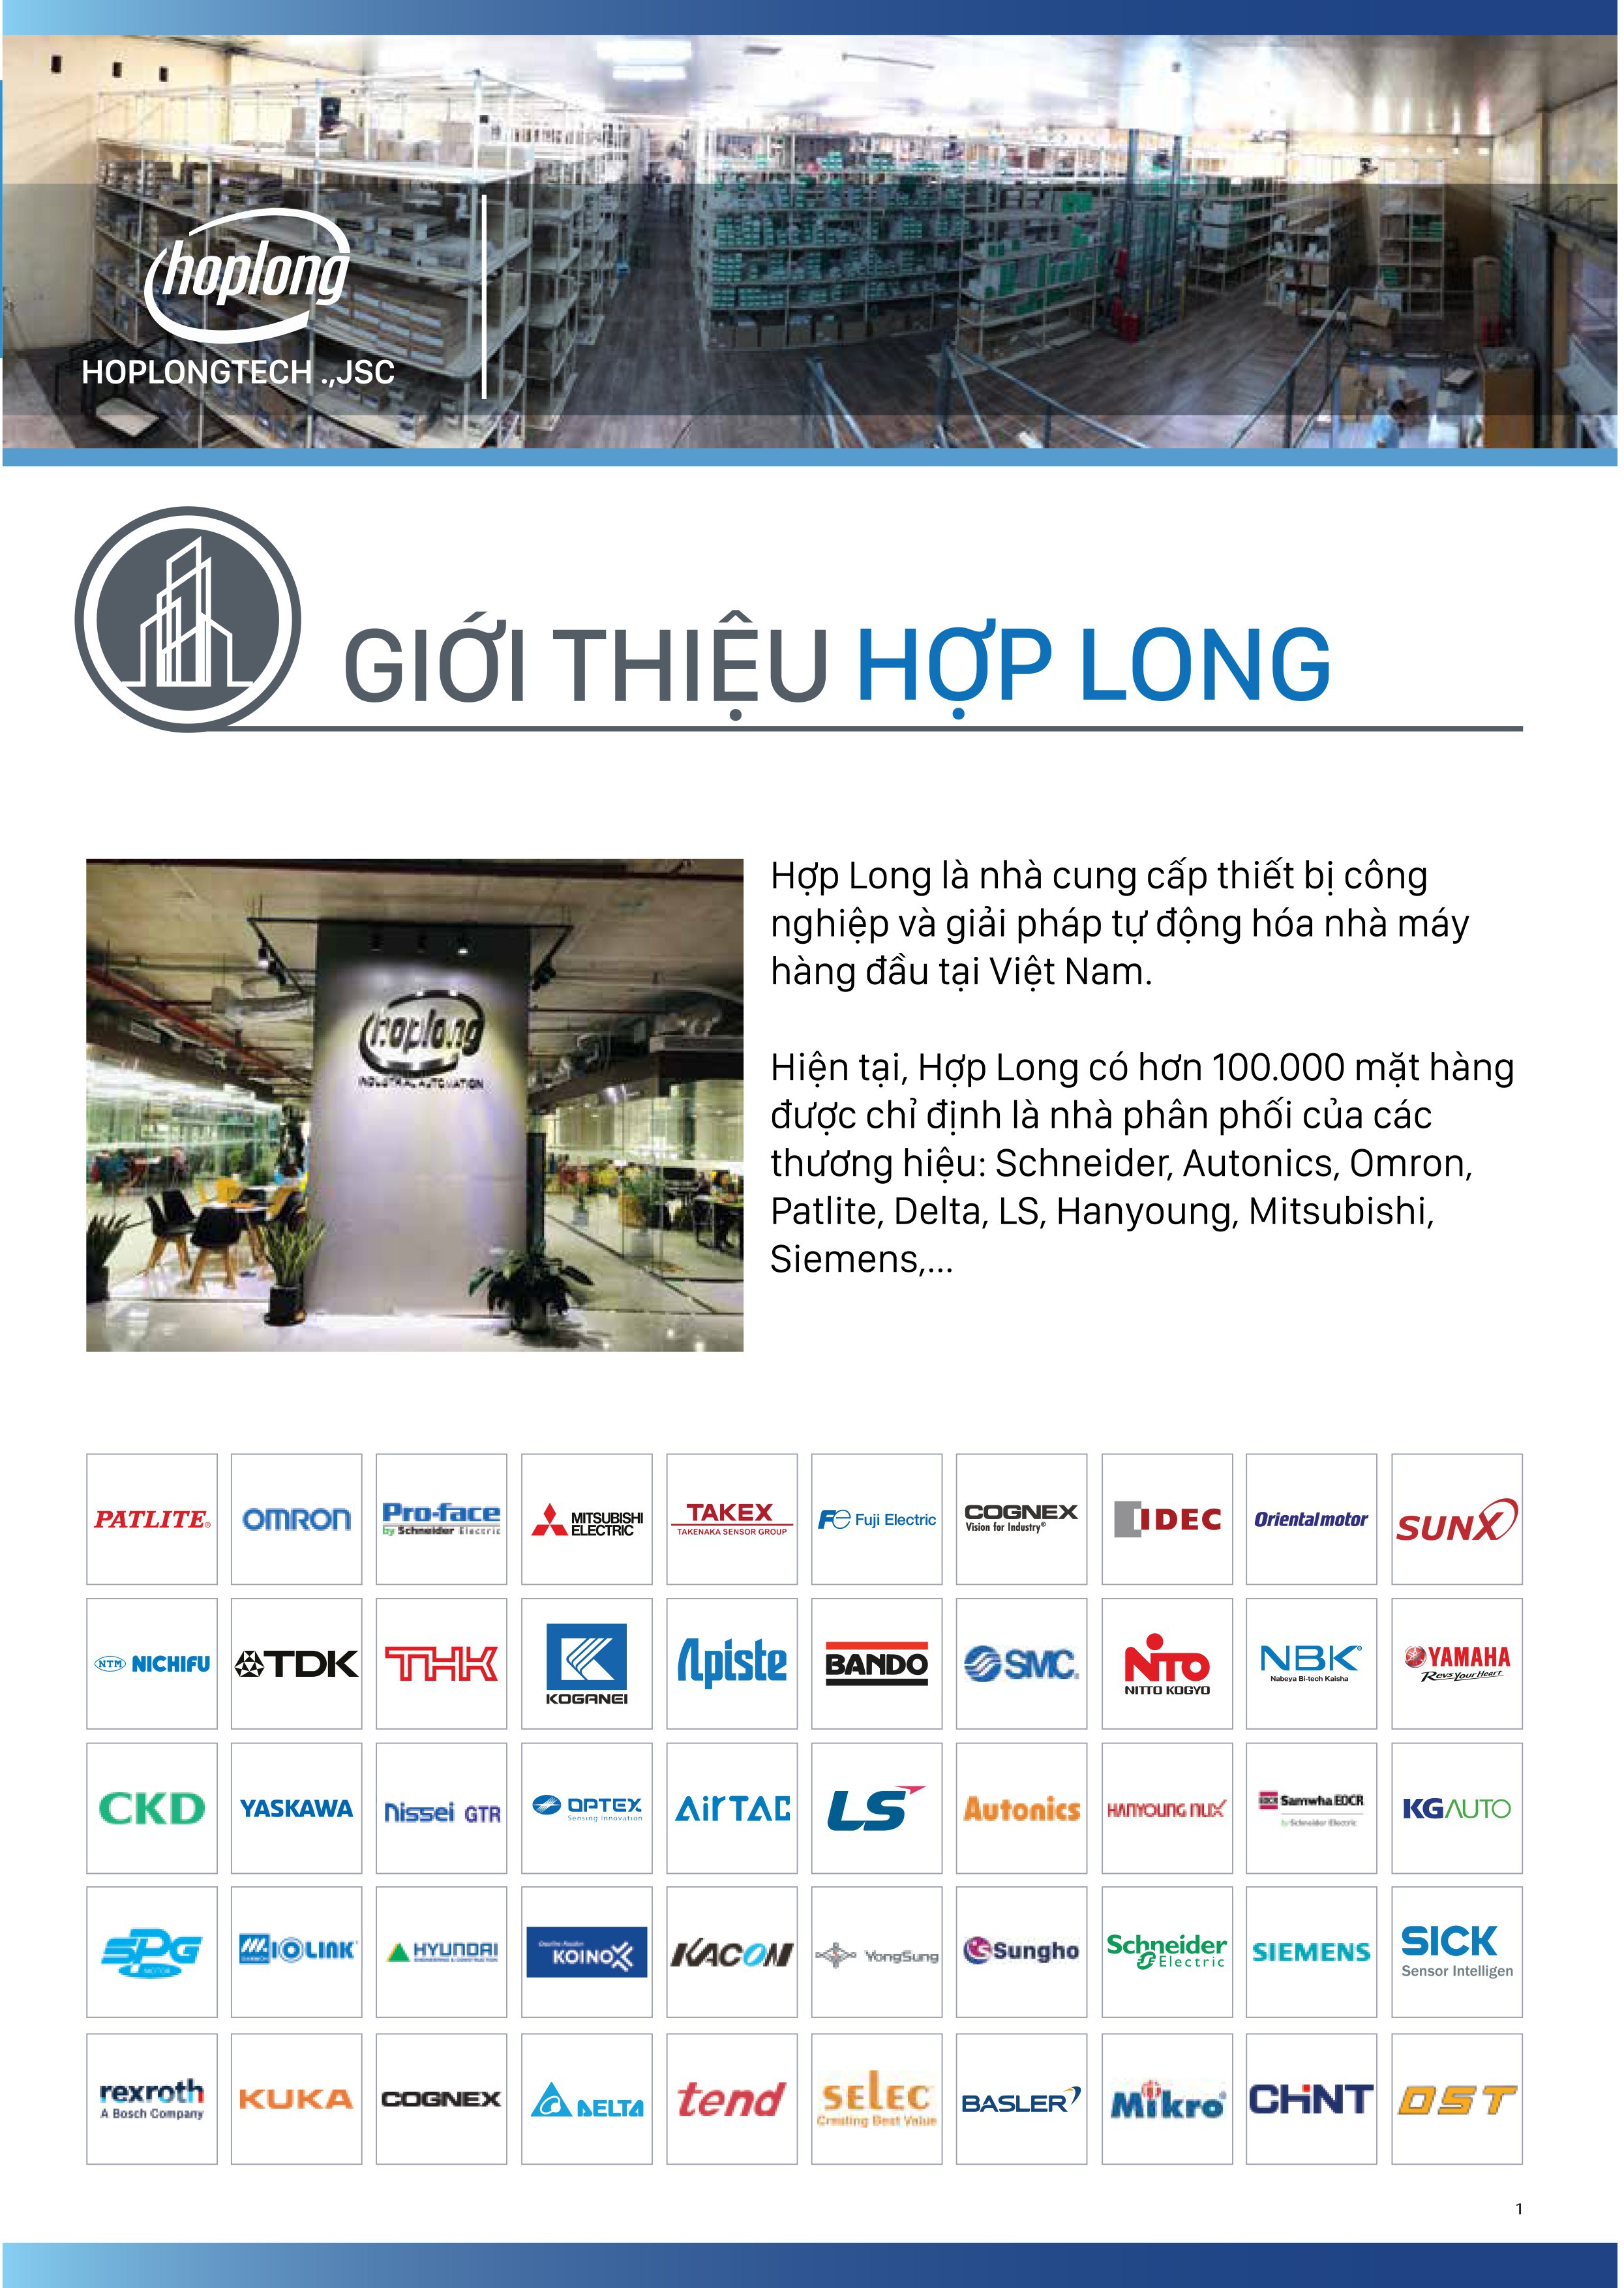 hoplong
HOPLONGTECH .,JSC
GIỚI THIỆU HỢP LONG
hoplong
INDUSTRIAL AUTOMATION
Hợp Long là nhà cung cấp thiết bị công
nghiệp và giải pháp tự động hóa nhà máy
hàng đầu tại Việt Nam.
Hiện tại, Hợp Long có hơn 100.000 mặt hàng
được chỉ định là nhà phân phối của các
thương hiệu: Schneider, Autonics, Omron,
Patlite, Delta, LS, Hanyoung, Mitsubishi,
Siemens,...
PATLITE®
OMRON
Pro-face
by Schneider Electric
MITSUBISHI
ELECTRIC
TAKEX
TAKENAKA SENSOR GROUP
Fe Fuji Electric
COGNEX
Vision for Industry®
IDEC
Orientalmotor
SUNX
NTM NICHIFU
TDK
THK
KOGANEI
Apiste
BANDO
SMC.
NITO
NITTO KOGYO
NBK®
Nabeya Bi-tech Kaisha
YAMAHA
Revs Your Heart
CKD
YASKAWA
Nissei GTR
OPTEX
Sensing Innovation
AirTAC
LS
Autonics
HANYOUNG NUX
EOCR Samwha EOCR
by Schneider Electric
KGAUTO
SPG
MOTOR
IOLINK
HYUNDAI
ENGINEERING & CONSTRUCTION
Creative Fusion
KOINO
KACON
YongSung
Sungho
Schneider
Electric
SIEMENS
SICK
Sensor Intelligen
rexroth
A Bosch Company
KUKA
COGNEX
DELTA
tend
SELEC
Creating Best Value
BASLER
Mikro®
CHINT
DST
1